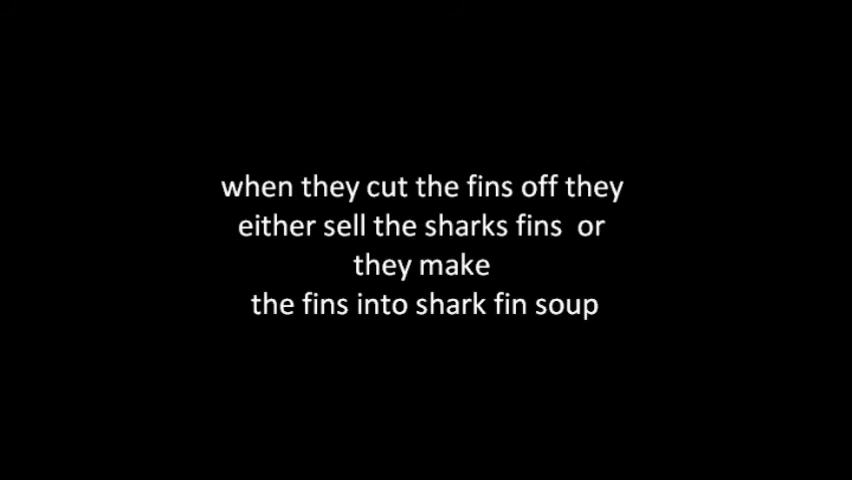 when they cut the fins off they
either sell the sharks fins  or
they make
the fins into shark fin soup